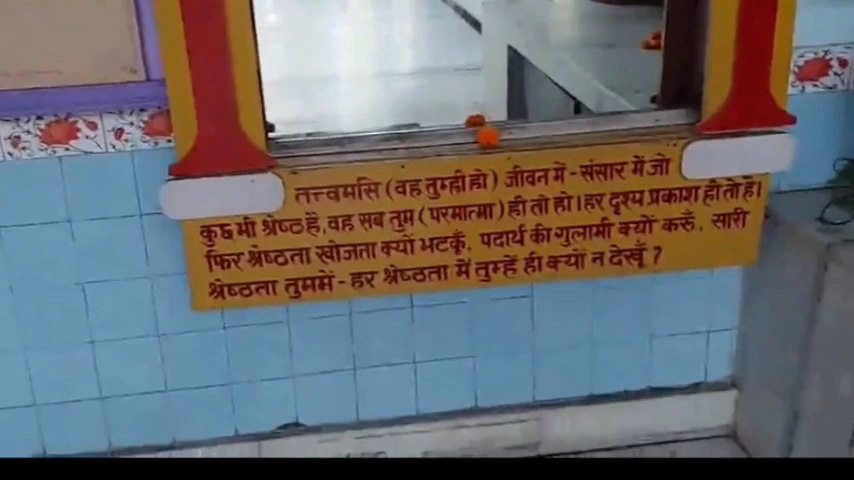 तत्त्वमसि (वह तुम्हीं हो) जीवन में-संसार में जो
कुछ भी श्रेष्ठ है, वह सब तुम (परमात्मा) ही तो हो। हर दृश्य प्रकाश ही तो है।
फिर श्रेष्ठता खोजता क्यों भटकूँ, पदार्थ की गुलामी क्यों करूँ, सारी
श्रेष्ठता तुममें-हर श्रेष्ठता में तुम्हें ही क्यों न देखूँ ?